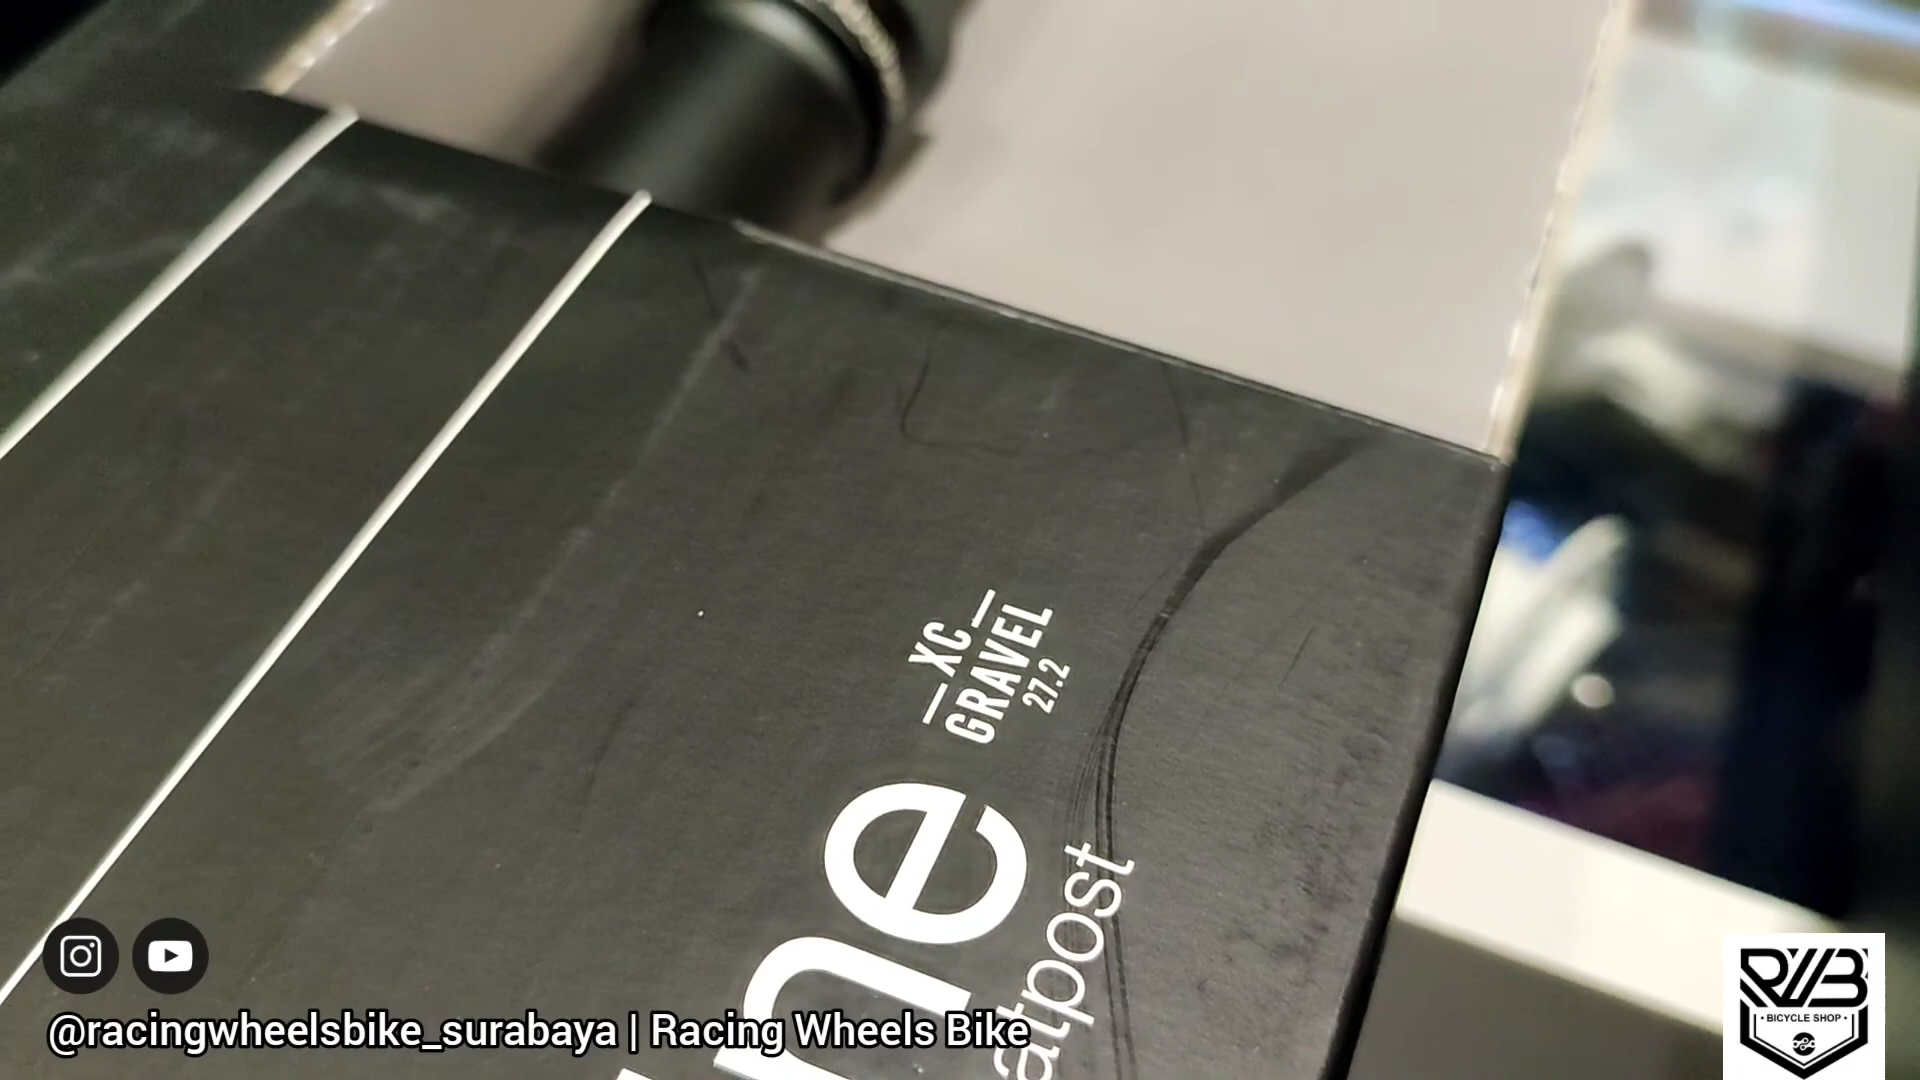 XC
GRAVEL
27.2
ne
atpost
@racingwheelsbike_surabaya | Racing Wheels Bike
RWB
• BICYCLE SHOP •